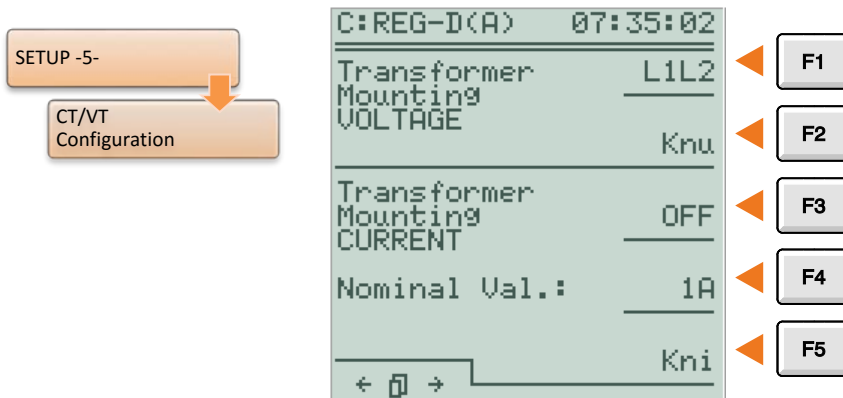 SETUP -5-
CT/VT
Configuration
C:REG-D(A) 07:35:02
Transformer L1L2
Mounting
VOLTAGE
Knu
Transformer
Mounting OFF
CURRENT
Nominal Val.: 1A
Kni
F1
F2
F3
F4
F5